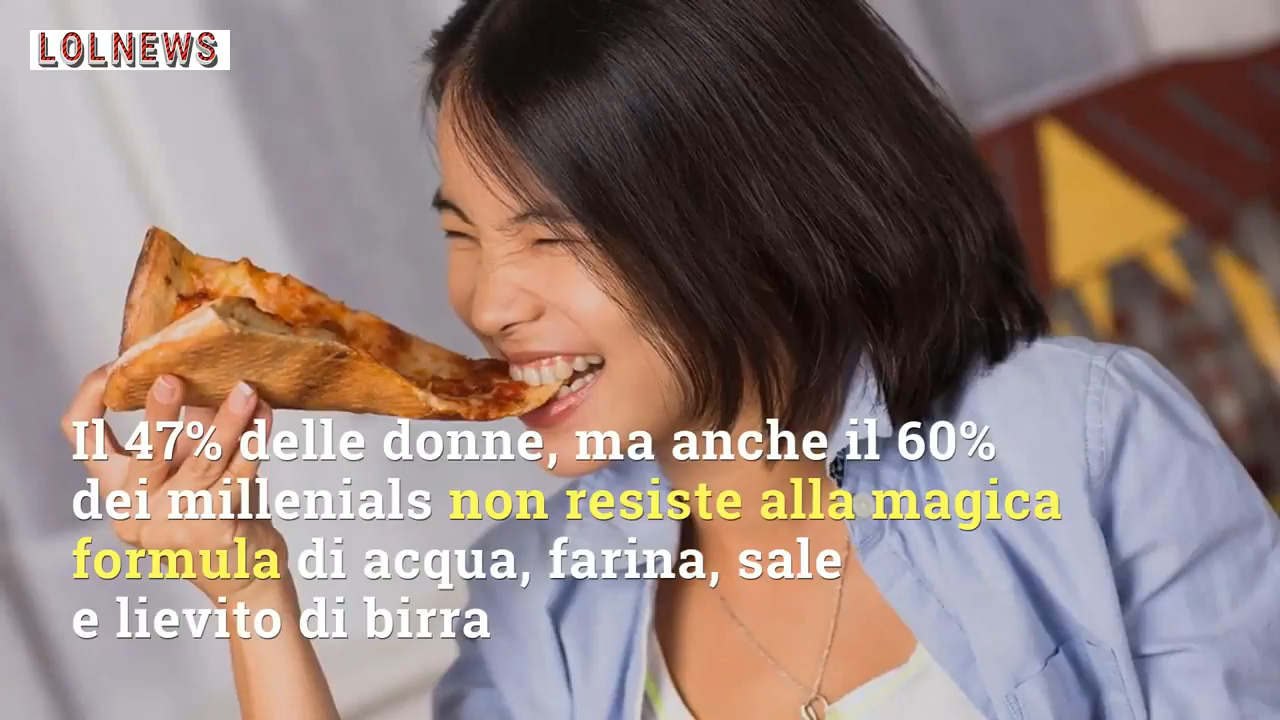 LOLNEWS
Il 47% delle donne, ma anche il 60%
dei millenials non resiste alla magica
formula di acqua, farina, sale
e lievito di birra